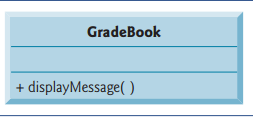 GradeBook
+ displayMessage( )